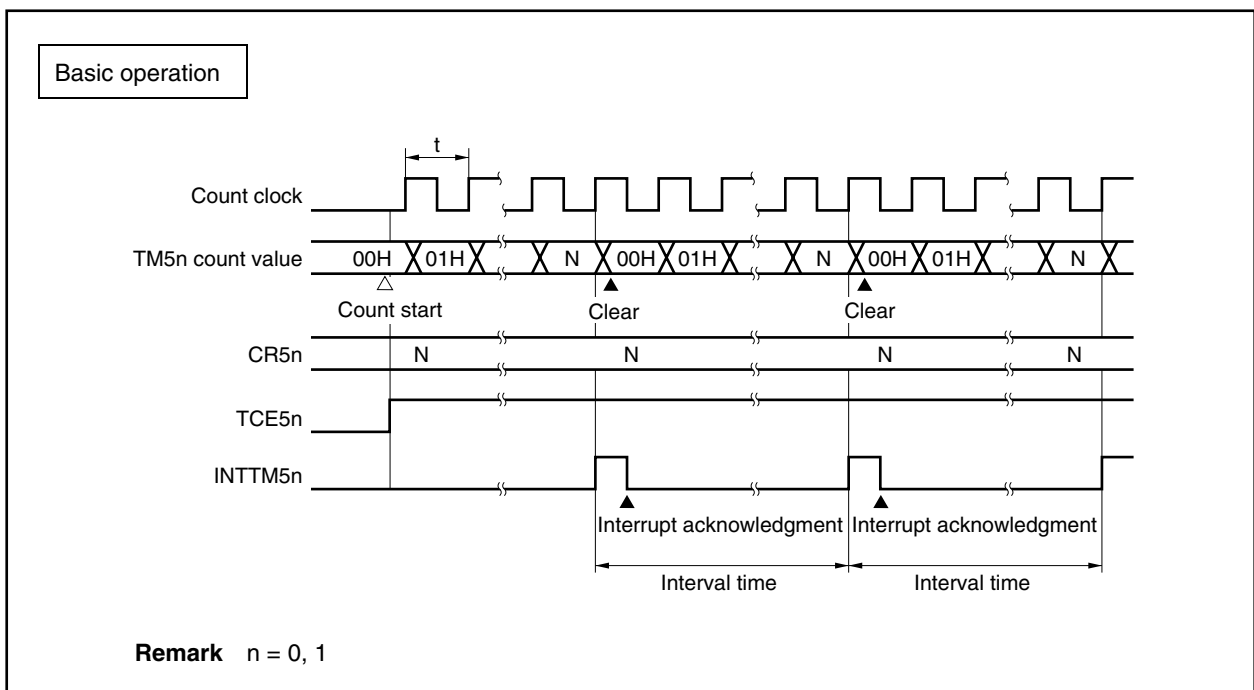 Basic operation
t
Count clock
TM5n count value 00H 01H N 00H 01H N 00H 01H N
Count start Clear Clear
CR5n N N N N
TCE5n
INTTM5n
Interrupt acknowledgment Interrupt acknowledgment
Interval time Interval time
Remark n = 0, 1